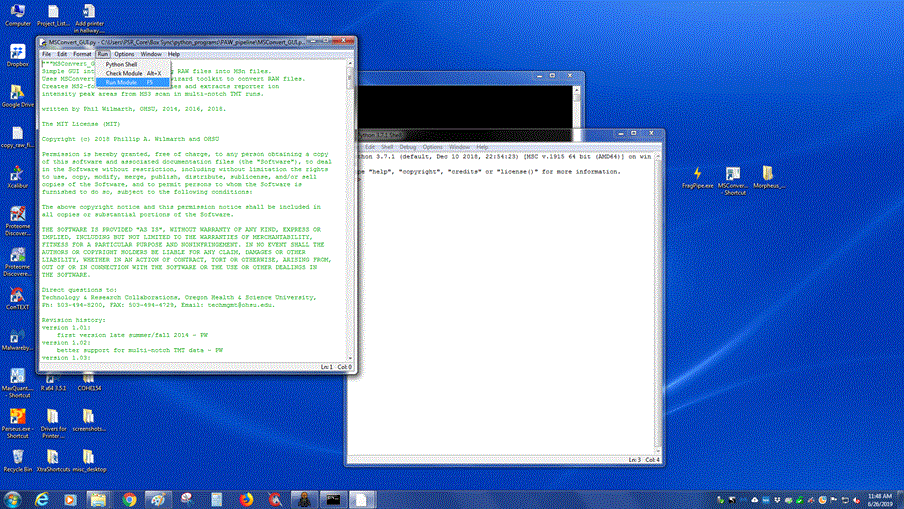 Computer
Project_List...
Add printer
in hellway...
Dropbox
Google Drive
copy_raw_fi...
Xcalibur
Proteome
Discover...
Proteome
Discovere...
ConTEXT
Malwareby...
MaxQuant...
- Shortcut
R x64 3.5.1
COHE154
Perseus.exe -
Shortcut
Drivers for
Printer ...
screenshots...
Recycle Bin
XtraShortcuts
misc_desktop
MSConvert_GUI.py - C:\Users\PSR_Core\Box Sync\python_programs\PAW_pipeline\MSConvert_GUI.py...
File Edit Format Run Options Window Help
Python Shell
Check Module Alt+X
Run Module F5
"""MSConvert_G
Simple GUI int RAW files into MSn files.
Uses MSConvert wizard toolkit to convert RAW files.
Creates MS2-fo es and extracts reporter ion
intensity peak areas from MS3 scan in multi-notch TMT runs.
written by Phil Wilmarth, OHSU, 2014, 2016, 2018.
The MIT License (MIT)
Copyright (c) 2018 Phillip A. Wilmarth and OHSU
Permission is hereby granted, free of charge, to any person obtaining a copy
of this software and associated documentation files (the "Software"), to deal
in the Software without restriction, including without limitation the rights
to use, copy, modify, merge, publish, distribute, sublicense, and/or sell
copies of the Software, and to permit persons to whom the Software is
furnished to do so, subject to the following conditions:
The above copyright notice and this permission notice shall be included in
all copies or substantial portions of the Software.
THE SOFTWARE IS PROVIDED "AS IS", WITHOUT WARRANTY OF ANY KIND, EXPRESS OR
IMPLIED, INCLUDING BUT NOT LIMITED TO THE WARRANTIES OF MERCHANTABILITY,
FITNESS FOR A PARTICULAR PURPOSE AND NONINFRINGEMENT. IN NO EVENT SHALL THE
AUTHORS OR COPYRIGHT HOLDERS BE LIABLE FOR ANY CLAIM, DAMAGES OR OTHER
LIABILITY, WHETHER IN AN ACTION OF CONTRACT, TORT OR OTHERWISE, ARISING FROM,
OUT OF OR IN CONNECTION WITH THE SOFTWARE OR THE USE OR OTHER DEALINGS IN
THE SOFTWARE.
Direct questions to:
Technology & Research Collaborations, Oregon Health & Science University,
Ph: 503-494-8200, FAX: 503-494-4729, Email: techmgmt@ohsu.edu.
Revision history:
version 1.01:
first version late summer/fall 2014 - PW
version 1.02:
better support for multi-notch TMT data - PW
version 1.03:
Ln: 1 Col: 0
Python 3.7.1 Shell
Edit Shell Debug Options Window Help
thon 3.7.1 (default, Dec 10 2018, 22:54:23) [MSC v.1915 64 bit (AMD64)] on win
pe "help", "copyright", "credits" or "license()" for more information.
Ln: 3 Col: 4
FragPipe.exe
MSConver...
- Shortcut
Morpheus_...
11:48 AM
6/26/2019